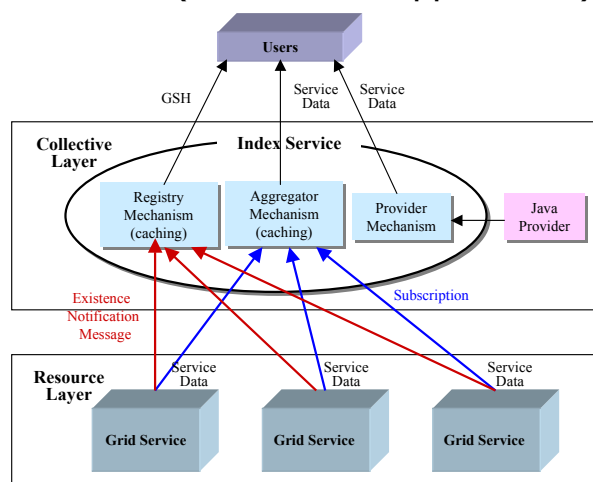 Users
GSH
Service
Data
Service
Data
Collective
Layer
Index Service
Registry
Mechanism
(caching)
Aggregator
Mechanism
(caching)
Provider
Mechanism
Java
Provider
Existence
Notification
Message
Subscription
Resource
Layer
Service
Data
Service
Data
Service
Data
Grid Service
Grid Service
Grid Service